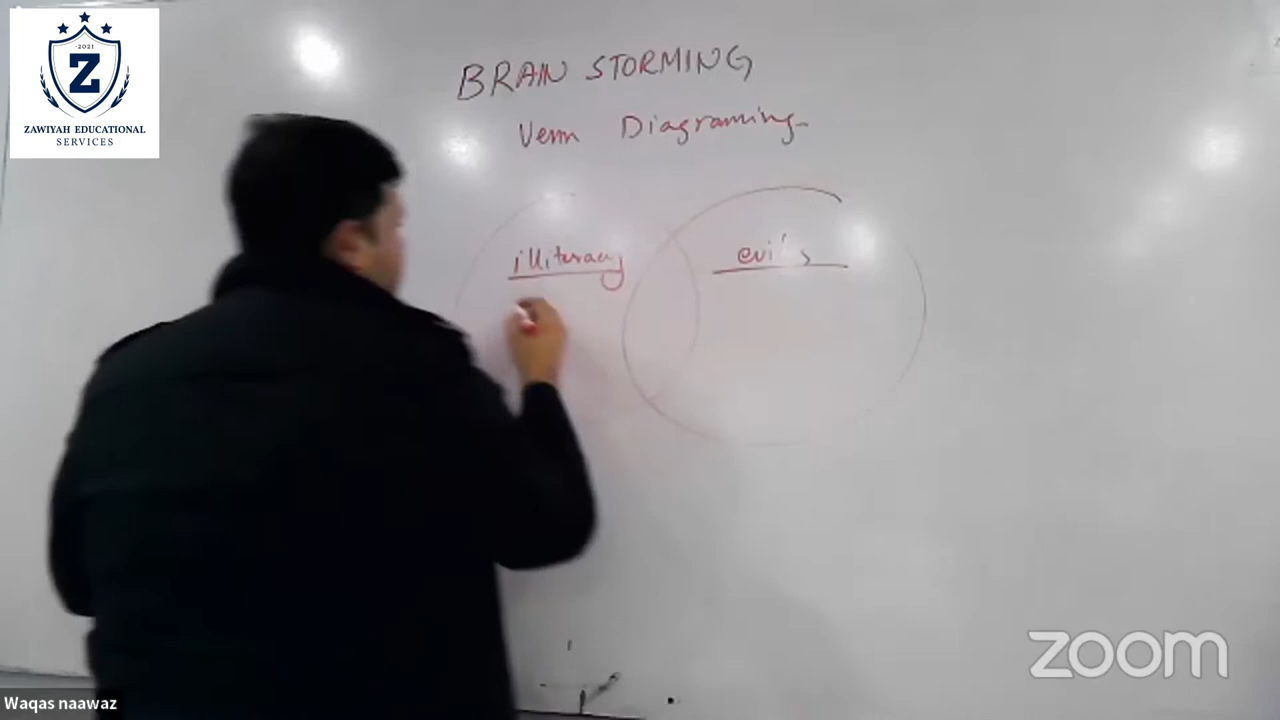 ·2021·
Z
ZAWIYAH EDUCATIONAL
SERVICES
BRAIN STORMING
Venn Diagraming
illiteracy
evils
zoom
Waqas naawaz